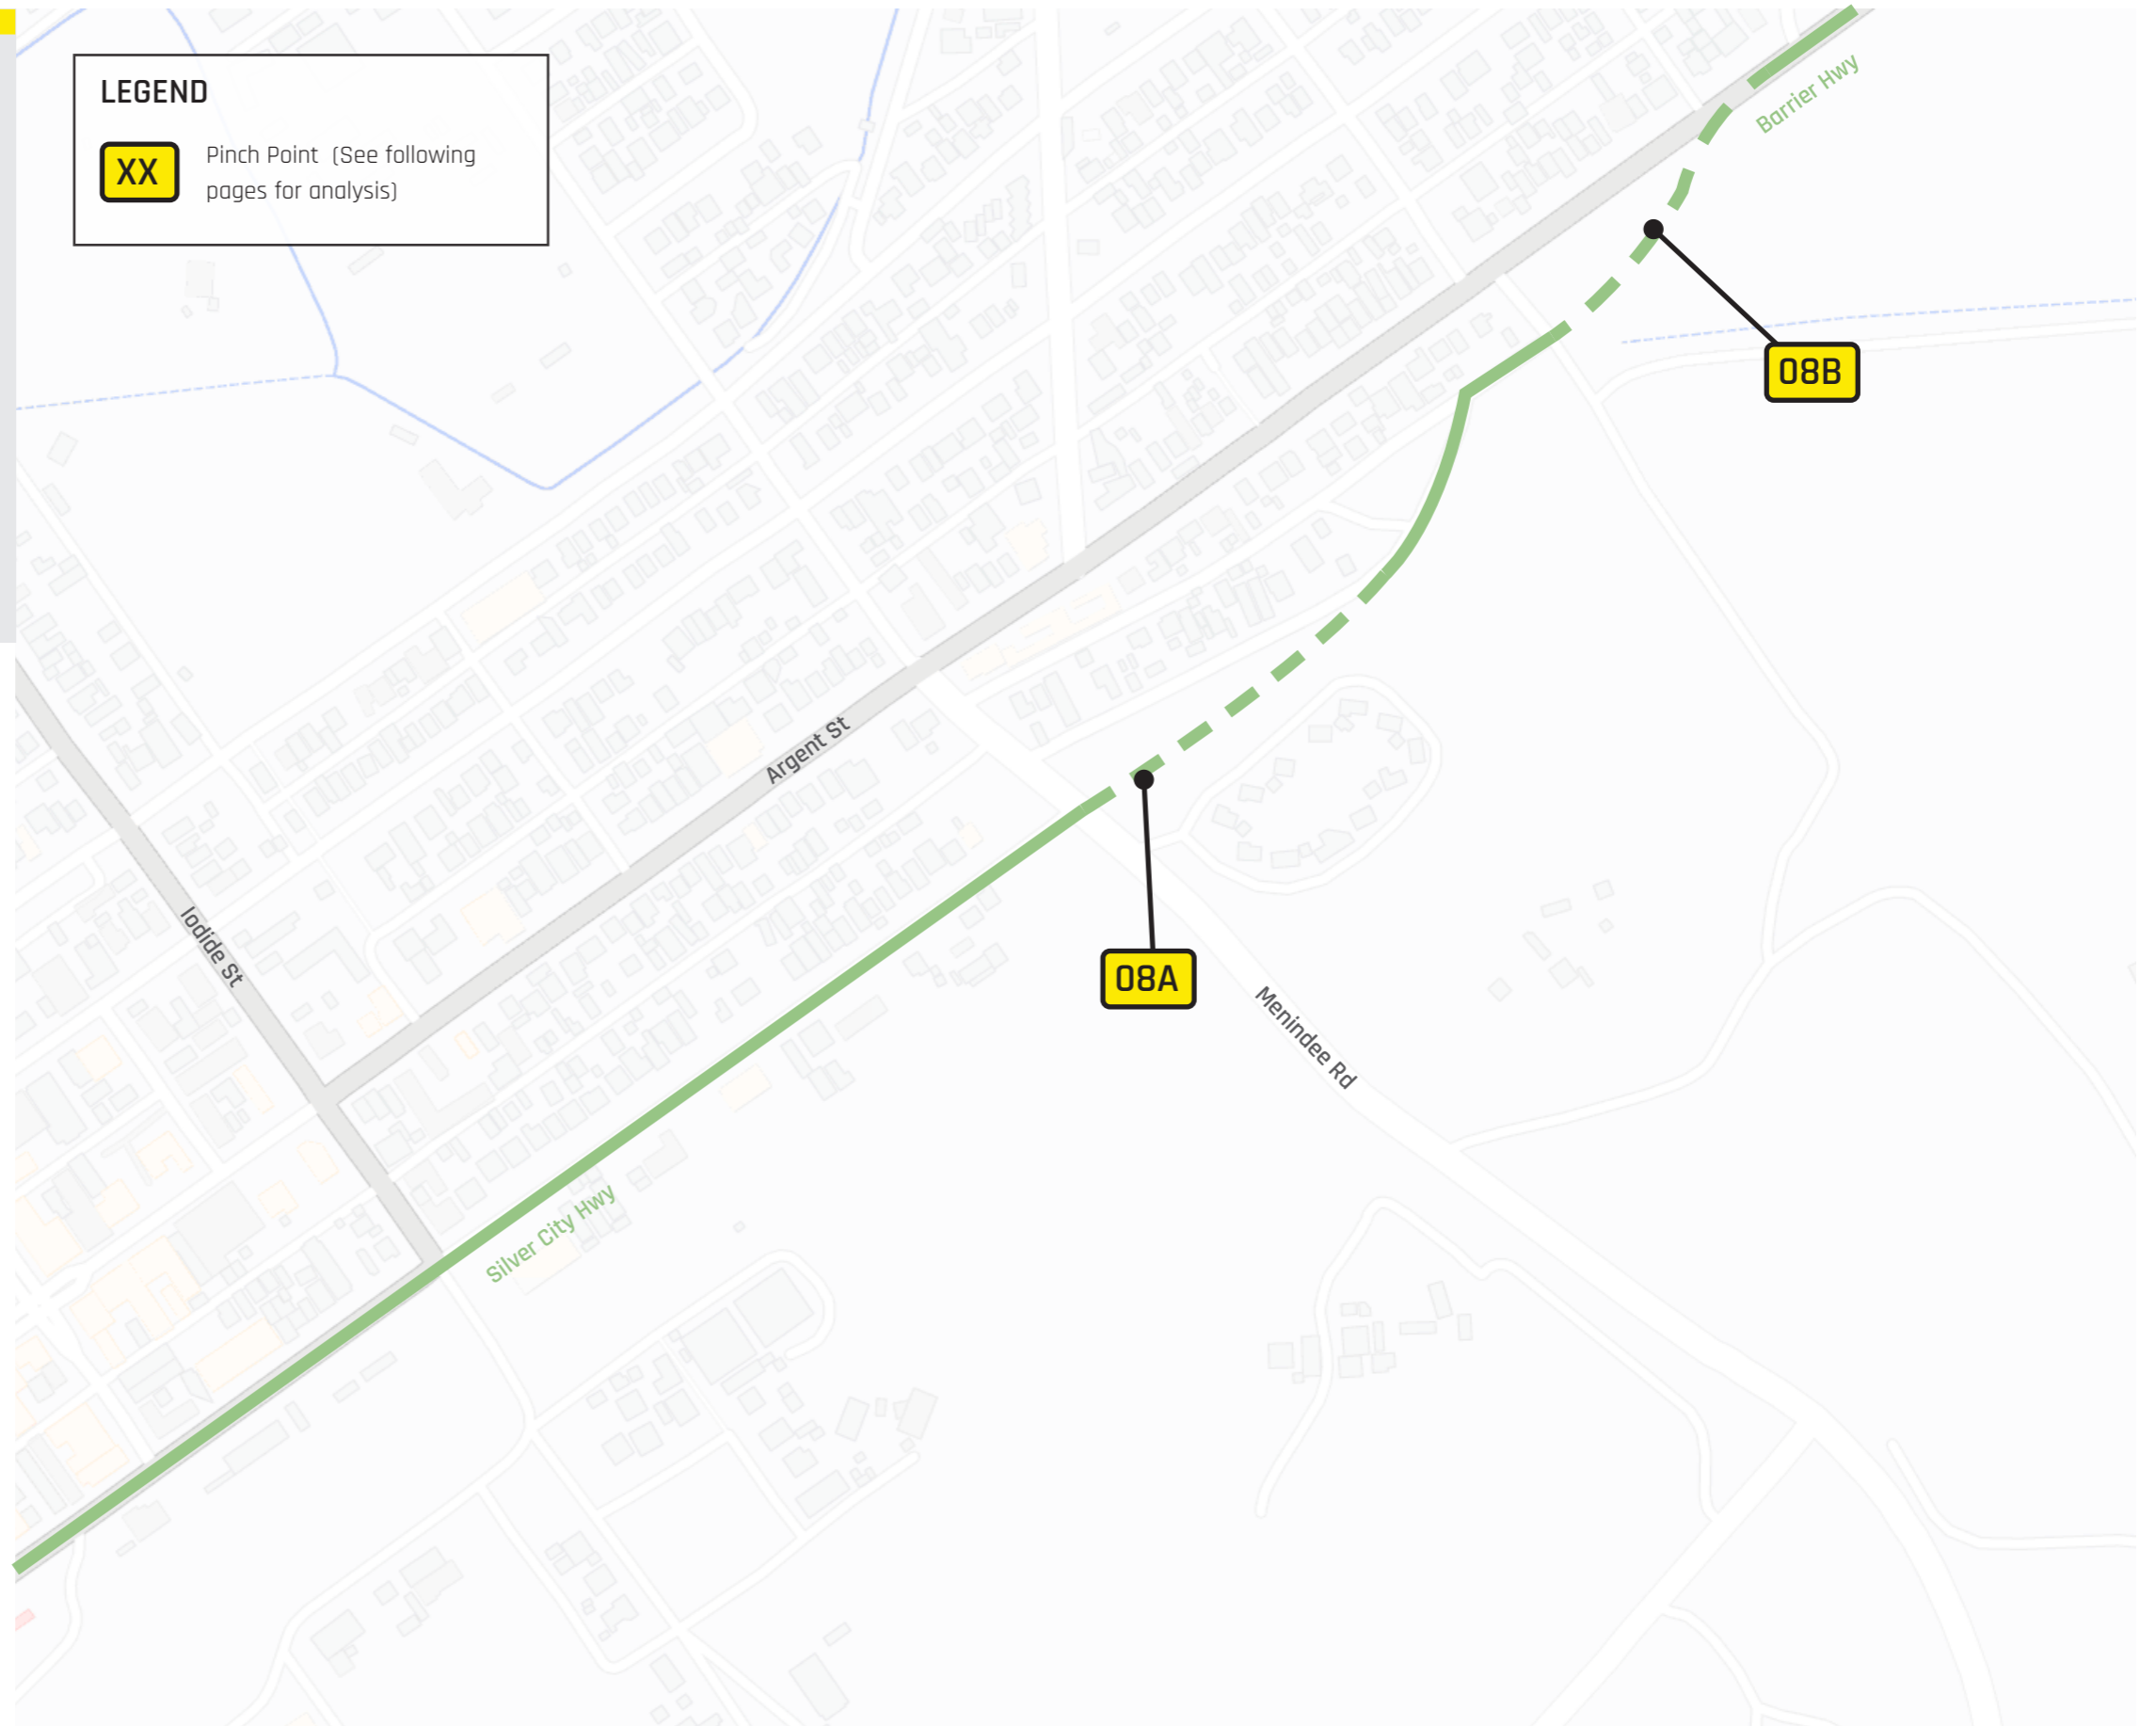 LEGEND
XX
Pinch Point (See following
pages for analysis)
Barrier Hwy
08B
Argent St
Iodide St
08A
Menindee Rd
Silver City Hwy